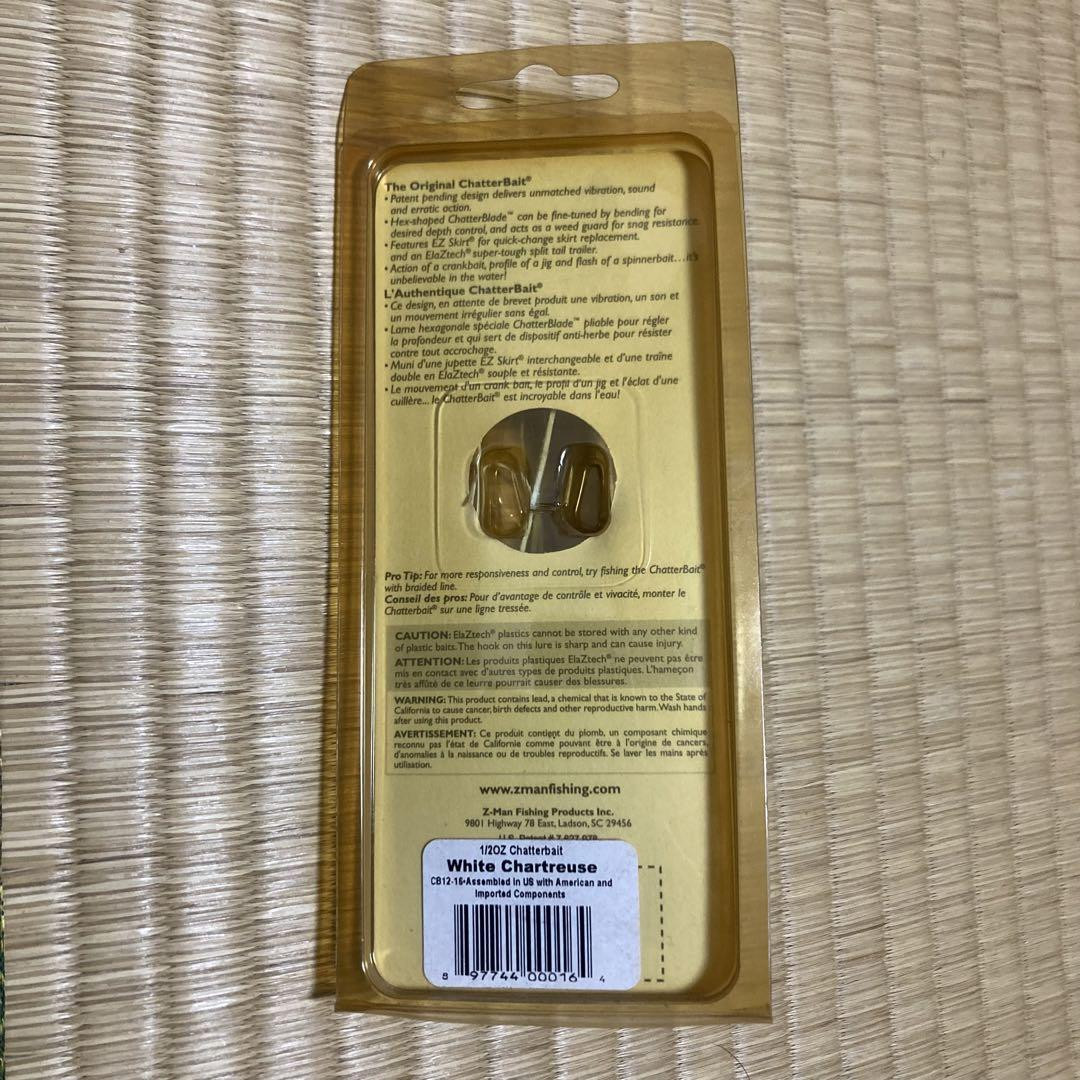 The Original ChatterBait®
• Patent pending design delivers unmatched vibration, sound
and erratic action.
• Hex-shaped ChatterBlade™ can be fine-tuned by bending for
desired depth control, and acts as a weed guard for snag resistance.
• Features EZ Skirt® for quick-change skirt replacement.
and an ElaZtech® super-tough split tail trailer.
• Action of a crankbait, profile of a jig and flash of a spinnerbait...it's
unbelievable in the water!
L'Authentique ChatterBait®
• Ce design, en attente de brevet produit une vibration, un son et
un mouvement irrégulier sans égal.
• Lame hexagonale spéciale ChatterBlade™ pliable pour régler
la profondeur et qui sert de dispositif anti-herbe pour résister
contre tout accrochage.
• Muni d'une jupette EZ Skirt® interchangeable et d'une traîne
double en ElaZtech® souple et résistante.
• Le mouvement d'un crank bait, le profil d'un jig et l'éclat d'une
cuillère... le ChatterBait® est incroyable dans l'eau!
Pro Tip: For more responsiveness and control, try fishing the ChatterBait®
with braided line.
Conseil des pros: Pour d'avantage de contrôle et vivacité, monter le
Chatterbait® sur une ligne tressée.
CAUTION: ElaZtech® plastics cannot be stored with any other kind
of plastic baits. The hook on this lure is sharp and can cause injury.
ATTENTION: Les produits plastiques ElaZtech® ne peuvent pas être
mis en contact avec d'autres types de produits plastiques. L'hameçon
très affûté de ce leurre pourrait causer des blessures.
WARNING: This product contains lead, a chemical that is known to the State of
California to cause cancer, birth defects and other reproductive harm. Wash hands
after using this product.
AVERTISSEMENT: Ce produit contient du plomb, un composant chimique
reconnu pas l'état de Californie comme pouvant être à l'origine de cancers,
d'anomalies à la naissance ou de troubles reproductifs. Se laver les mains après
utilisation.
www.zmanfishing.com
Z-Man Fishing Products Inc.
9801 Highway 78 East, Ladson, SC 29456
U.S. Patent # 7,827,978
1/2OZ Chatterbait
White Chartreuse
CB12-16•Assembled in US with American and
Imported Components
8 97744 00016 4